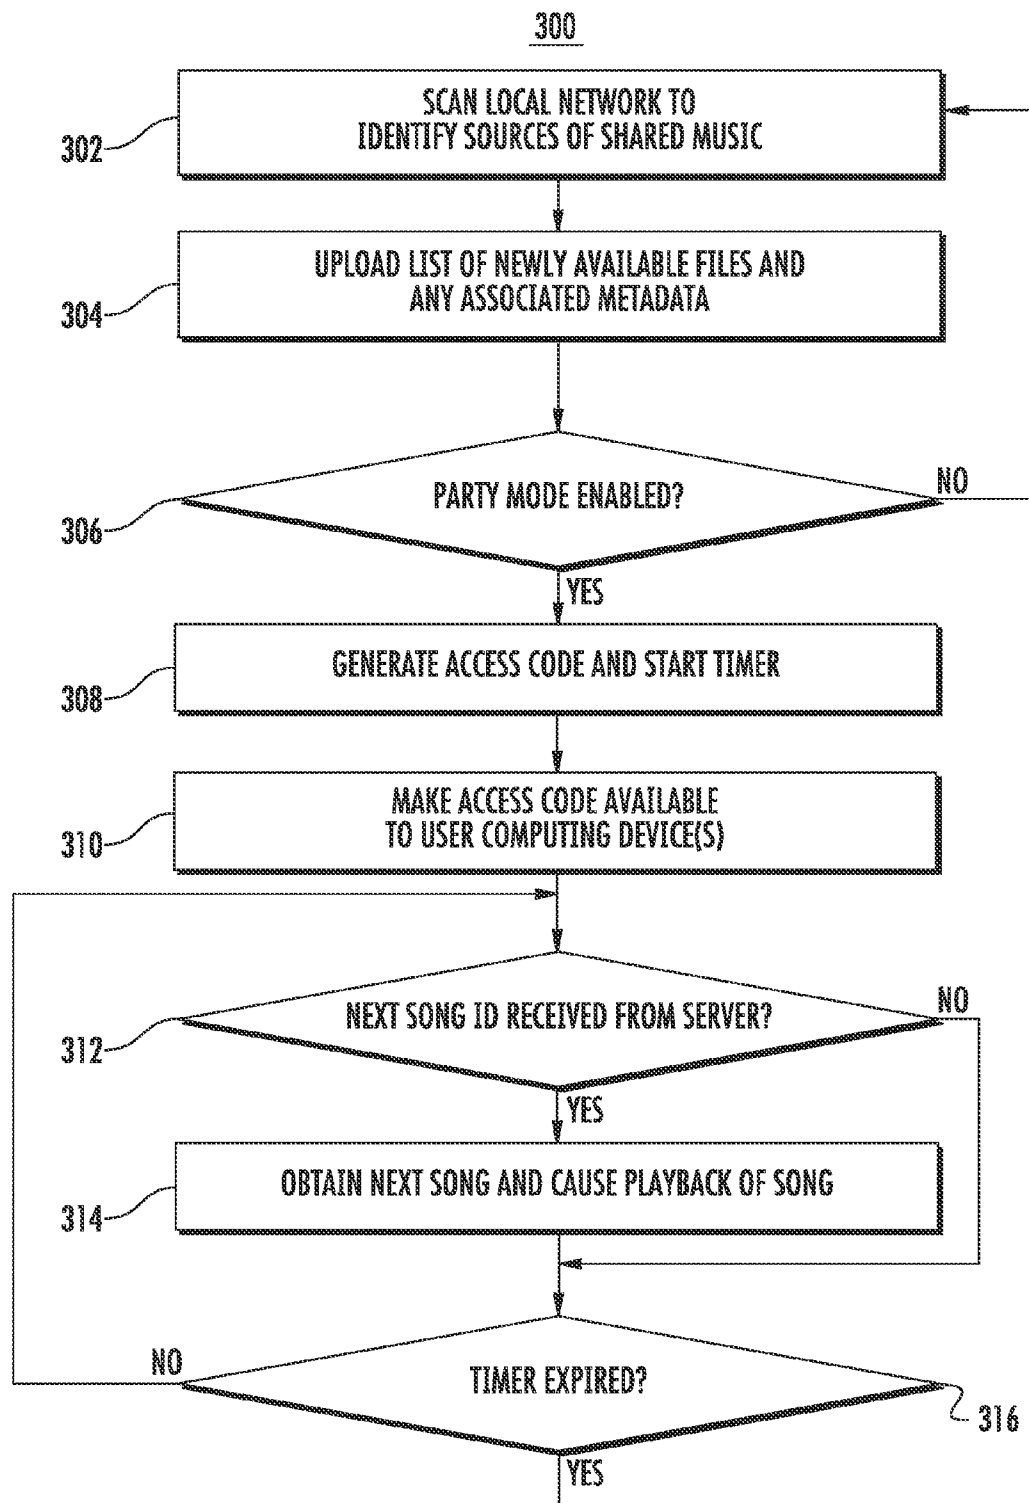 300
SCAN LOCAL NETWORK TO
IDENTIFY SOURCES OF SHARED MUSIC
302
UPLOAD LIST OF NEWLY AVAILABLE FILES AND
ANY ASSOCIATED METADATA
304
PARTY MODE ENABLED?
NO
306
YES
GENERATE ACCESS CODE AND START TIMER
308
MAKE ACCESS CODE AVAILABLE
TO USER COMPUTING DEVICE(S)
310
NEXT SONG ID RECEIVED FROM SERVER?
NO
312
YES
OBTAIN NEXT SONG AND CAUSE PLAYBACK OF SONG
314
NO
TIMER EXPIRED?
316
YES